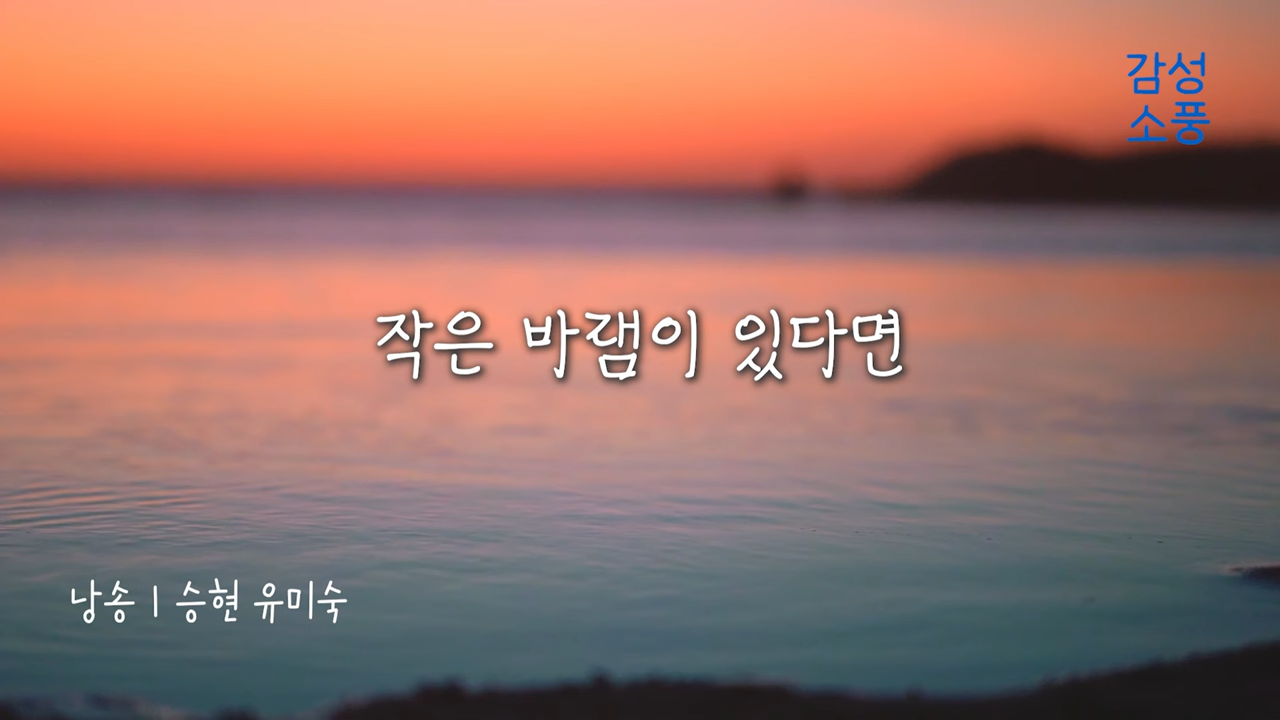 감성
소풍
작은 바램이 있다면
낭송 | 승현 유미숙